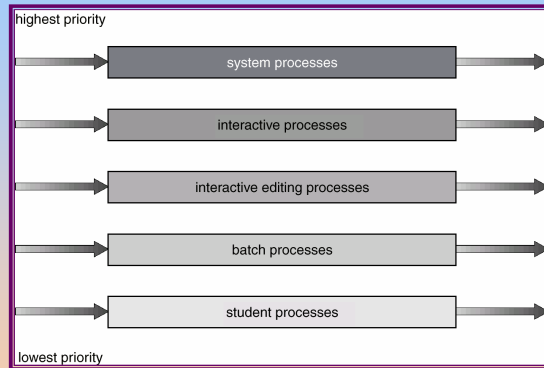 highest priority
system processes
interactive processes
interactive editing processes
batch processes
student processes
lowest priority